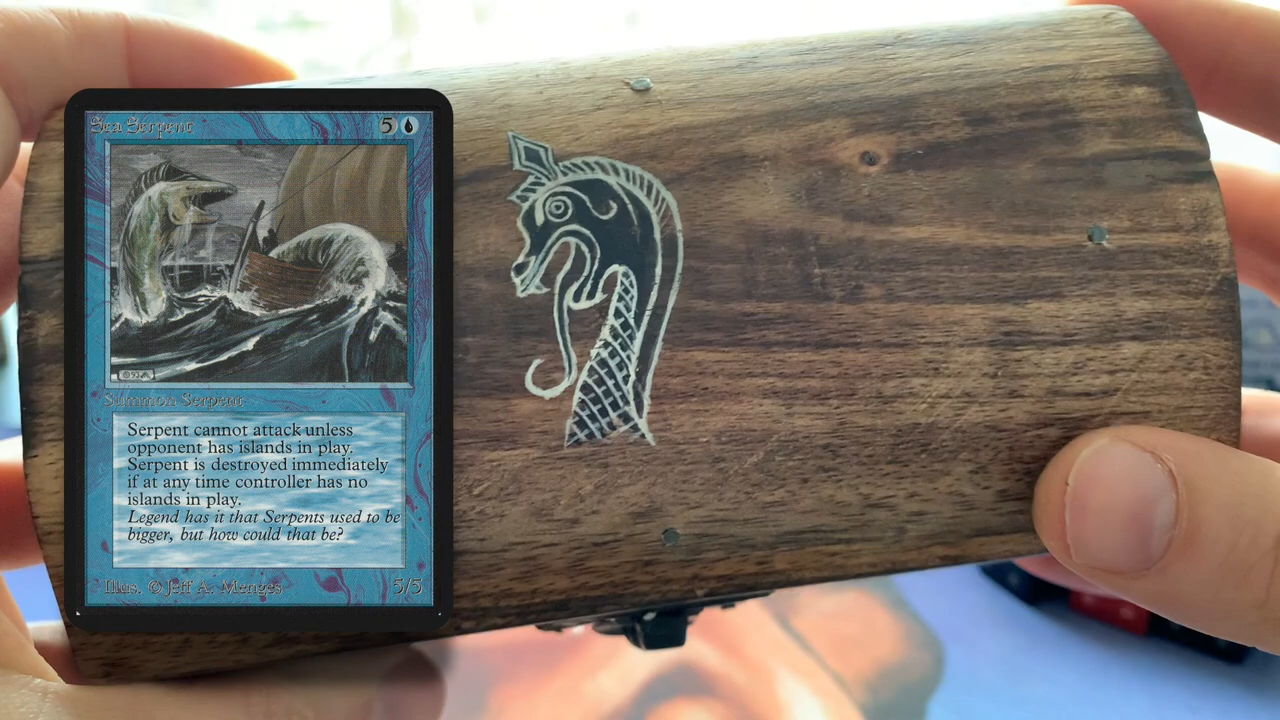 Sea Serpent 5
Summon Serpent
Serpent cannot attack unless
opponent has islands in play.
Serpent is destroyed immediately
if at any time controller has no
islands in play.
Legend has it that Serpents used to be
bigger, but how could that be?
Illus. © Jeff A. Menges 5/5